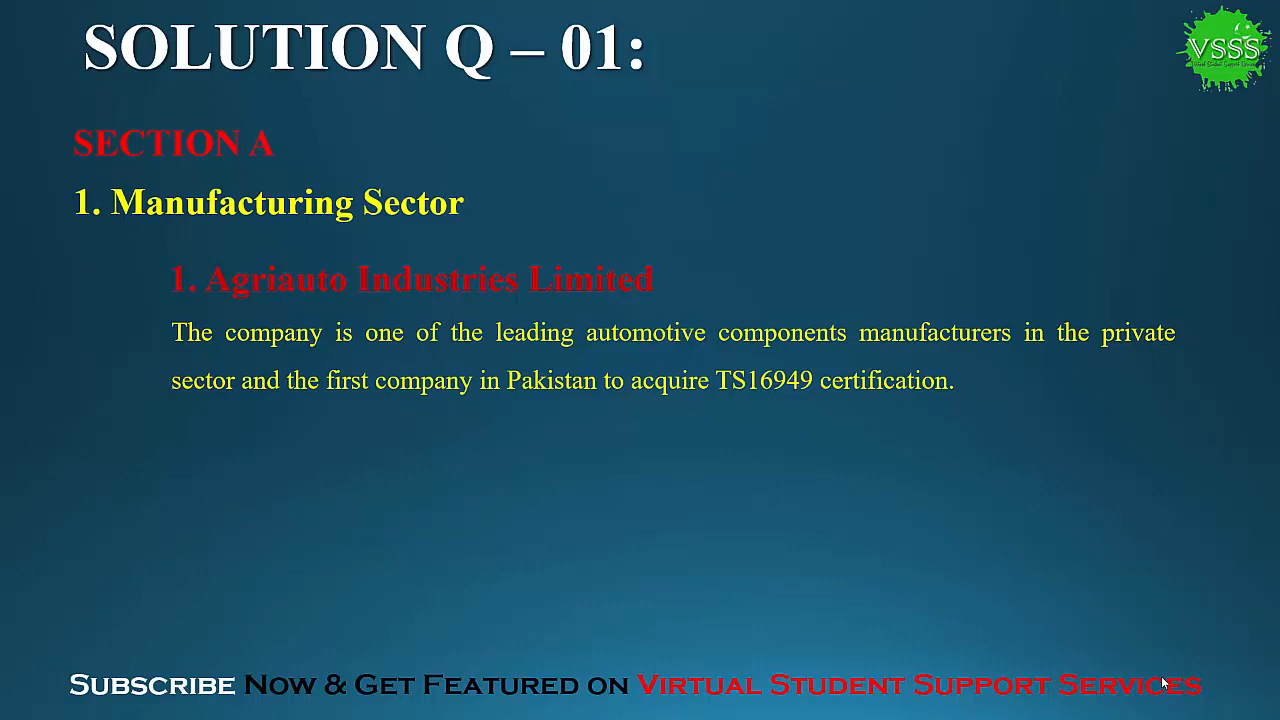 SOLUTION Q – 01:
VSSS
SECTION A
1. Manufacturing Sector
1. Agriauto Industries Limited
The company is one of the leading automotive components manufacturers in the private
sector and the first company in Pakistan to acquire TS16949 certification.
SUBSCRIBE NOW & GET FEATURED ON VIRTUAL STUDENT SUPPORT SERVICES